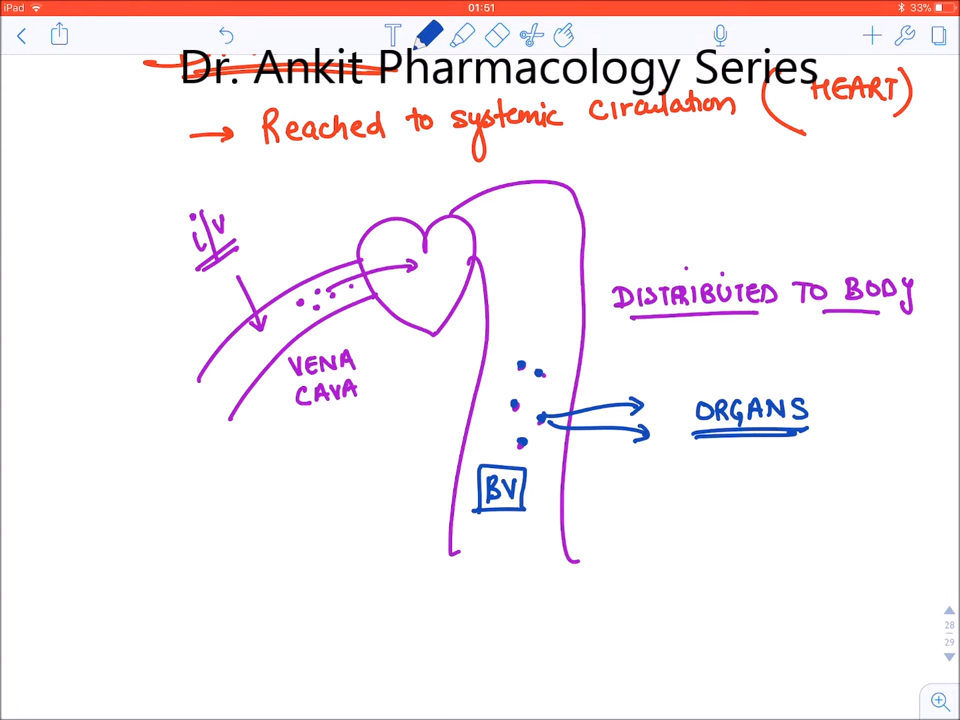 iPad 01:51 33%
T
Dr. Ankit Pharmacology Series
→ Reached to systemic circulation (HEART)
i/v
DISTRIBUTED TO BODY
VENA
CAVA
ORGANS
BV
28
29